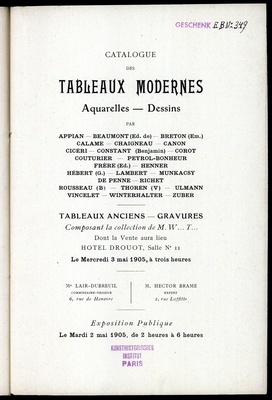 GESCHENK E.BV: 349
CATALOGUE
DES
TABLEAUX MODERNES
Aquarelles — Dessins
PAR
APPIAN — BEAUMONT (Ed. de) — BRETON (Em.)
CALAME — CHAIGNEAU — CANON
CICÉRI — CONSTANT (Benjamin) — COROT
COUTURIER — PEYROL-BONHEUR
FRÈRE (Ed.) — HENNER
HÉBERT (G.) — LAMBERT — MUNKACSY
DE PENNE — RICHET
ROUSSEAU (B) — THOREN (V) — ULMANN
VINCELET — WINTERHALTER — ZUBER
TABLEAUX ANCIENS — GRAVURES
Composant la collection de M. W... T...
Dont la Vente aura lieu
HOTEL DROUOT, Salle No 11
Le Mercredi 3 mai 1905, à trois heures
Me LAIR-DUBREUIL
COMMISSAIRE-PRISEUR
6, rue de Hanovre
M. HECTOR BRAME
EXPERT
2, rue Laffitte
Exposition Publique
Le Mardi 2 mai 1905, de 2 heures à 6 heures
KUNSTHISTORISCHES
INSTITUT
PARIS